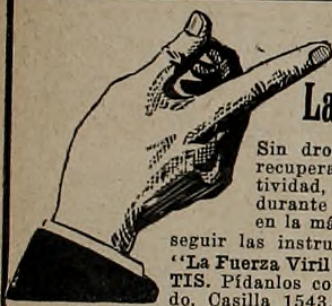 La
Sin dro
recupera
tividad,
durante
en la má
seguir las instru
"La Fuerza Viril
TIS. Pídanlos co
do, Casilla 1543